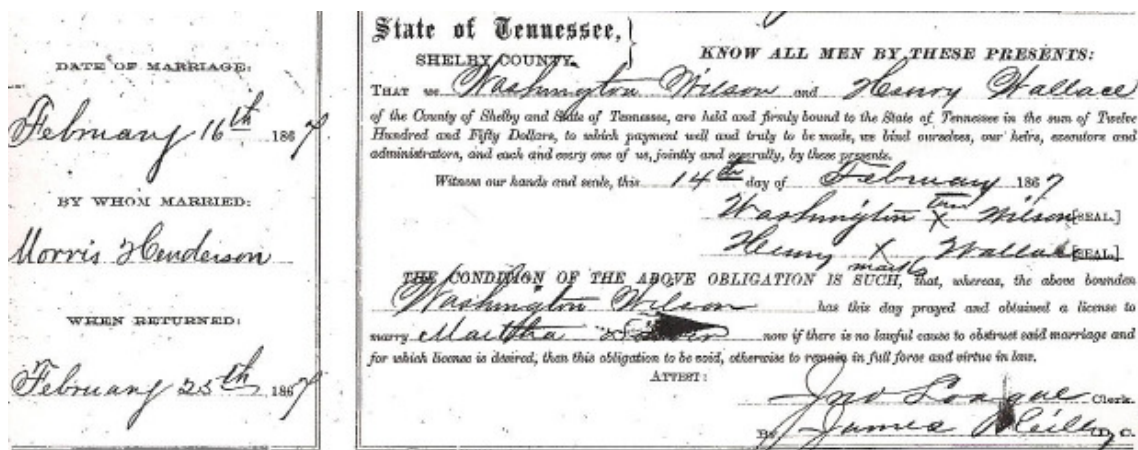 DATE OF MARRIAGE:
February 16th 1867
BY WHOM MARRIED:
Morris Henderson
WHEN RETURNED:
February 25th 1867
State of Tennessee,
SHELBY COUNTY.
KNOW ALL MEN BY THESE PRESENTS:
THAT we Washington Wilson and Henry Wallace
of the County of Shelby and State of Tennessee, are held and firmly bound to the State of Tennessee in the sum of Twelve
Hundred and Fifty Dollars, to which payment well and truly to be made, we bind ourselves, our heirs, executors and
administrators, and each and every one of us, jointly and severally, by these presents.
Witness our hands and seals, this 14th day of February 1867
Washington X Wilson [SEAL.]
Henry X Wallace [SEAL.]
marks
THE CONDITION OF THE ABOVE OBLIGATION IS SUCH, that, whereas, the above bounden
Washington Wilson has this day prayed and obtained a license to
marry Martha now if there is no lawful cause to obstruct said marriage and
for which license is desired, then this obligation to be void, otherwise to remain in full force and virtue in law.
ATTEST:
Jno Loague Clerk.
By James Reilly D. C.